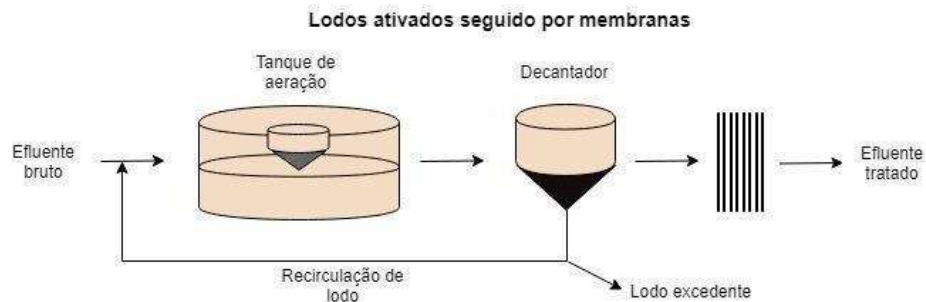 Lodos ativados seguido por membranas
Tanque de
aeração
Decantador
Efluente
bruto
Efluente
tratado
Recirculação de
lodo
Lodo excedente